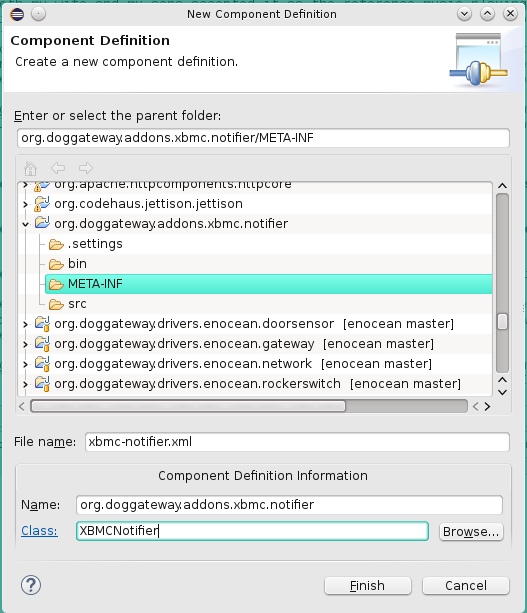 New Component Definition
Component Definition
Create a new component definition.
Enter or select the parent folder:
org.doggateway.addons.xbmc.notifier/META-INF
org.apache.httpcomponents.httpcore
org.codehaus.jettison.jettison
org.doggateway.addons.xbmc.notifier
.settings
bin
META-INF
src
org.doggateway.drivers.enocean.doorsensor [enocean master]
org.doggateway.drivers.enocean.gateway [enocean master]
org.doggateway.drivers.enocean.network [enocean master]
org.doggateway.drivers.enocean.rockerswitch [enocean master]
File name: xbmc-notifier.xml
Component Definition Information
Name: org.doggateway.addons.xbmc.notifier
Class: XBMCNotifier Browse...
? Finish Cancel